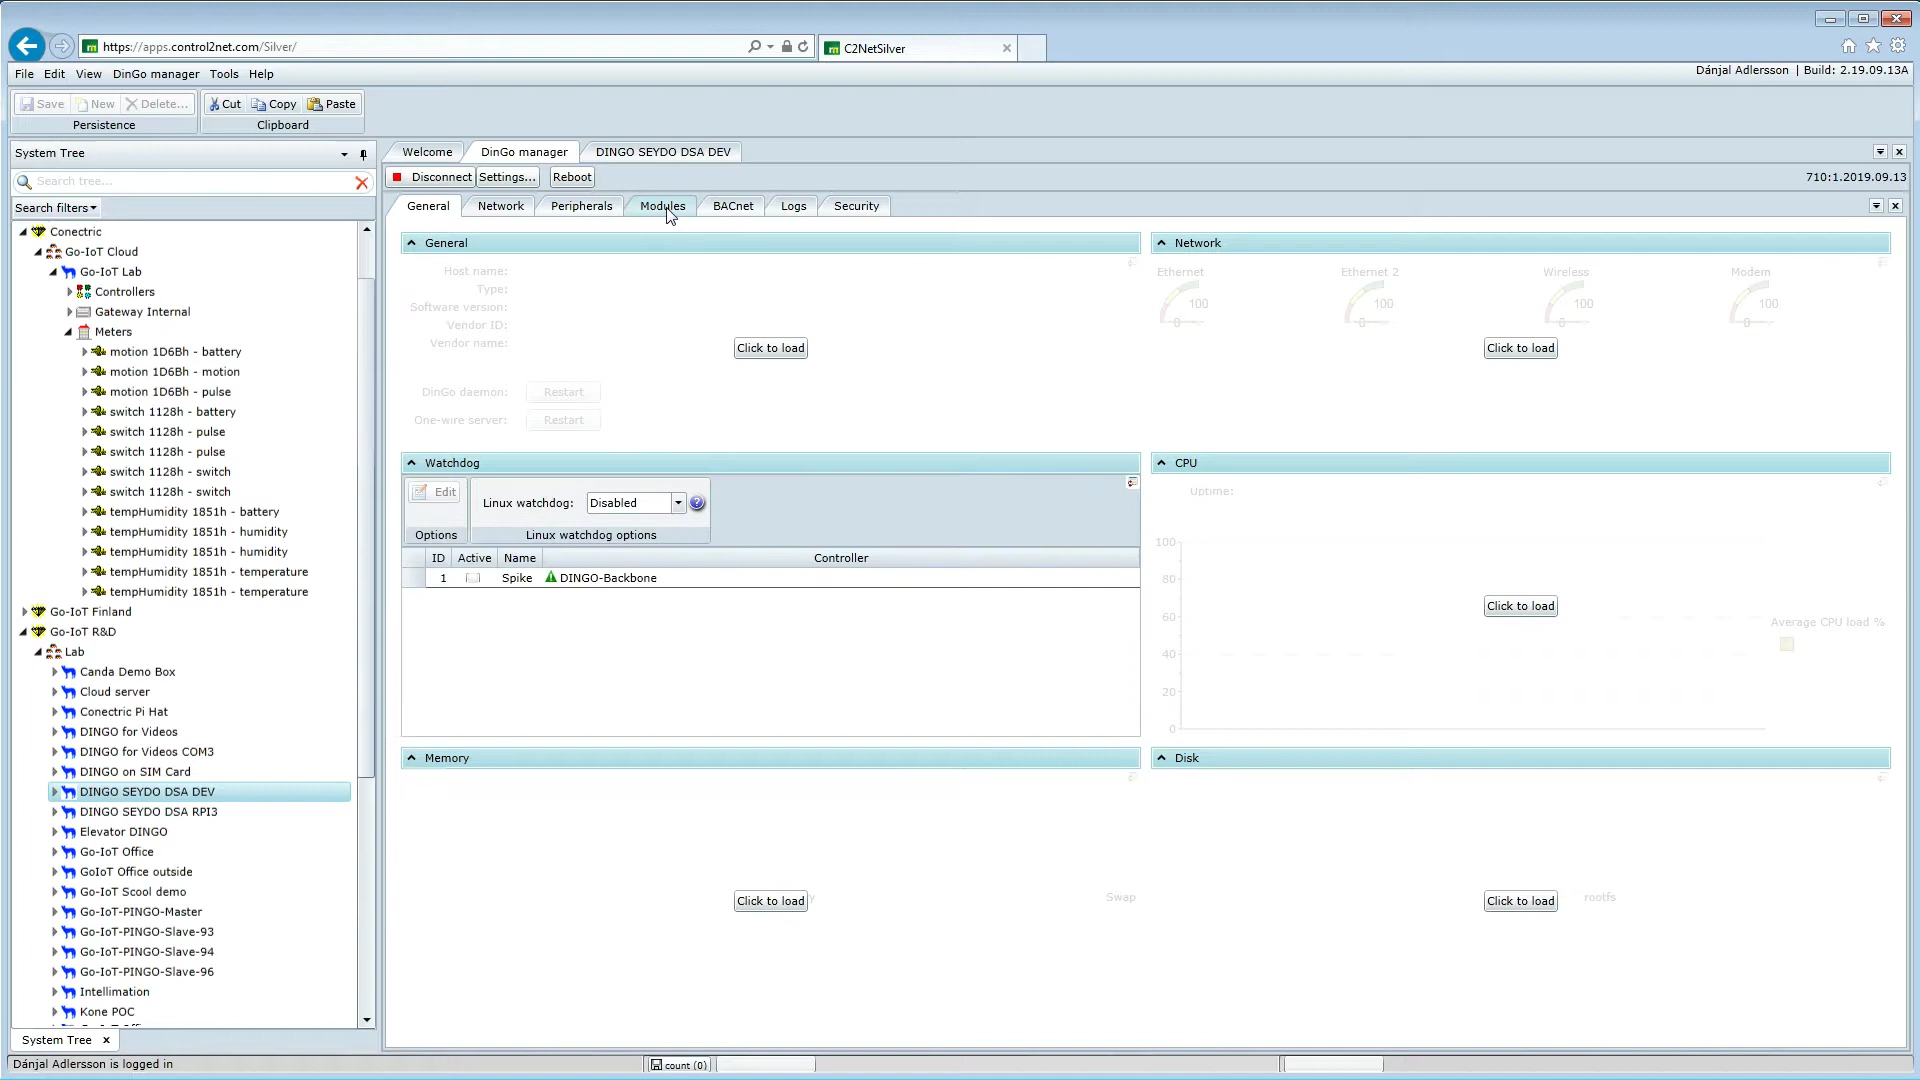 https://apps.control2net.com/Silver/
C2NetSilver
File Edit View DinGo manager Tools Help
Dánjal Adlersson | Build: 2.19.09.13A
Save New Delete... Cut Copy Paste
Persistence Clipboard
System Tree
Search tree...
Search filters
Conectric
Go-IoT Cloud
Go-IoT Lab
Controllers
Gateway Internal
Meters
motion 1D6Bh - battery
motion 1D6Bh - motion
motion 1D6Bh - pulse
switch 1128h - battery
switch 1128h - pulse
switch 1128h - pulse
switch 1128h - switch
switch 1128h - switch
tempHumidity 1851h - battery
tempHumidity 1851h - humidity
tempHumidity 1851h - humidity
tempHumidity 1851h - temperature
tempHumidity 1851h - temperature
Go-IoT Finland
Go-IoT R&D
Lab
Canda Demo Box
Cloud server
Conectric Pi Hat
DINGO for Videos
DINGO for Videos COM3
DINGO on SIM Card
DINGO SEYDO DSA DEV
DINGO SEYDO DSA RPI3
Elevator DINGO
Go-IoT Office
GoIoT Office outside
Go-IoT Scool demo
Go-IoT-PINGO-Master
Go-IoT-PINGO-Slave-93
Go-IoT-PINGO-Slave-94
Go-IoT-PINGO-Slave-96
Intellimation
Kone POC
System Tree x
Welcome DinGo manager DINGO SEYDO DSA DEV
Disconnect Settings... Reboot
710:1.2019.09.13
General Network Peripherals Modules BACnet Logs Security
General
Host name:
Type:
Software version:
Vendor ID:
Vendor name:
Click to load
DinGo daemon: Restart
One-wire server: Restart
Network
Ethernet Ethernet 2 Wireless Modem
100 100 100 100
0 0 0 0
Click to load
Watchdog
Edit
Options
Linux watchdog: Disabled ?
Linux watchdog options
ID Active Name Controller
1 Spike DINGO-Backbone
CPU
Uptime:
100
80
60
40
20
0
Click to load
Average CPU load %
Memory
Click to load
Swap
Disk
Click to load
rootfs
Dánjal Adlersson is logged in
count (0)